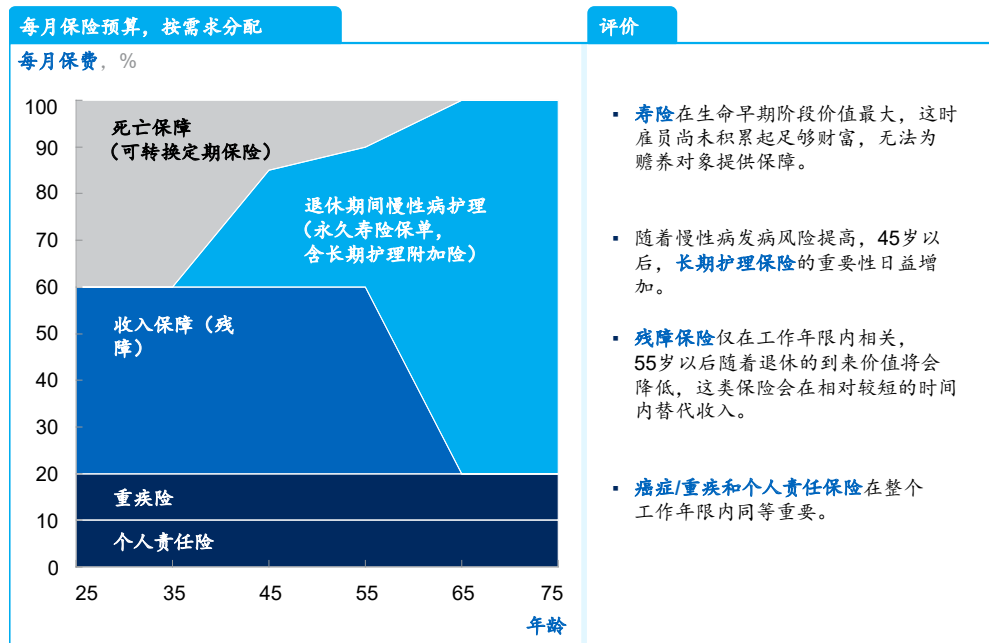 每月保险预算，按需求分配
每月保费，%
100
90
80
70
60
50
40
30
20
10
0
死亡保障
（可转换定期保险）
退休期间慢性病护理
（永久寿险保单，
含长期护理附加险）
收入保障（残
障）
重疾险
个人责任险
25 35 45 55 65 75
年龄
评价
▪ 寿险在生命早期阶段价值最大，这时
雇员尚未积累起足够财富，无法为
赡养对象提供保障。
▪ 随着慢性病发病风险提高，45岁以
后，长期护理保险的重要性日益增
加。
▪ 残障保险仅在工作年限内相关，
55岁以后随着退休的到来价值将会
降低，这类保险会在相对较短的时间
内替代收入。
▪ 癌症/重疾和个人责任保险在整个
工作年限内同等重要。